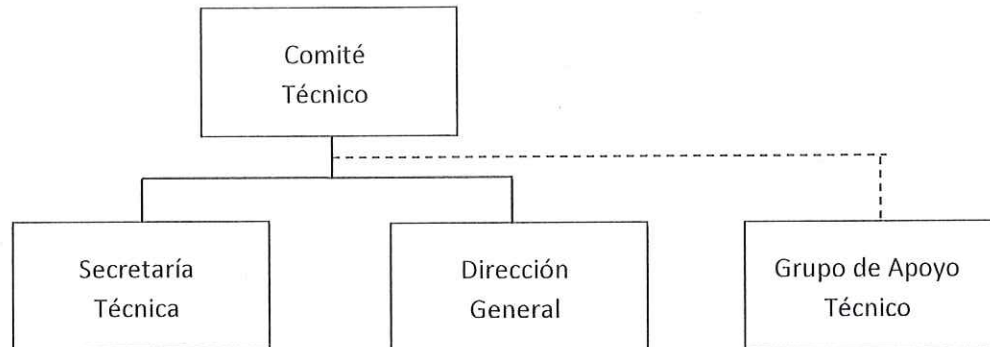 Comité
Técnico
Secretaría
Técnica
Dirección
General
Grupo de Apoyo
Técnico